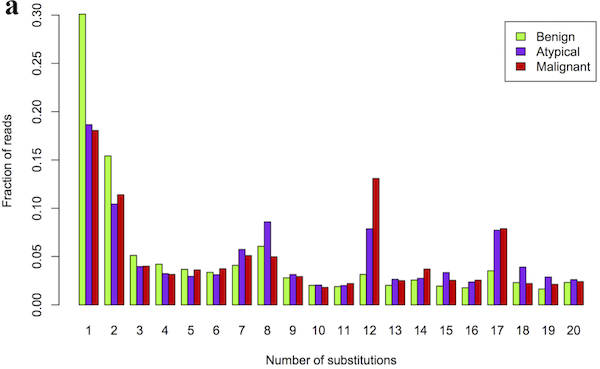 a
Benign
Atypical
Malignant
Fraction of reads
0.30
0.25
0.20
0.15
0.10
0.05
0.00
1 2 3 4 5 6 7 8 9 10 11 12 13 14 15 16 17 18 19 20
Number of substitutions